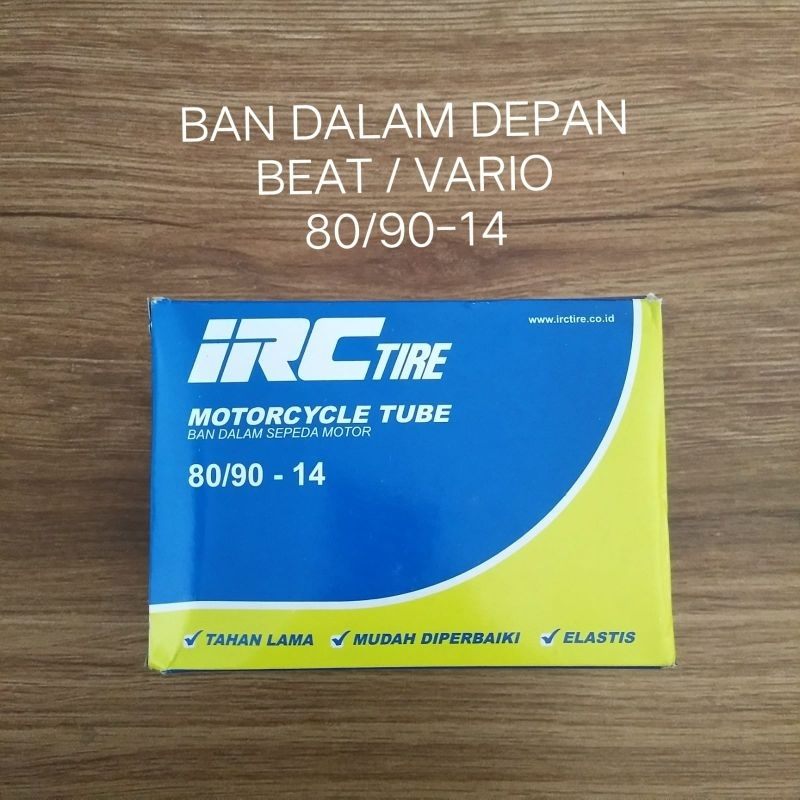 BAN DALAM DEPAN
BEAT / VARIO
80/90-14
iRC TIRE
www.irctire.co.id
MOTORCYCLE TUBE
BAN DALAM SEPEDA MOTOR
80/90 - 14
TAHAN LAMA MUDAH DIPERBAIKI ELASTIS